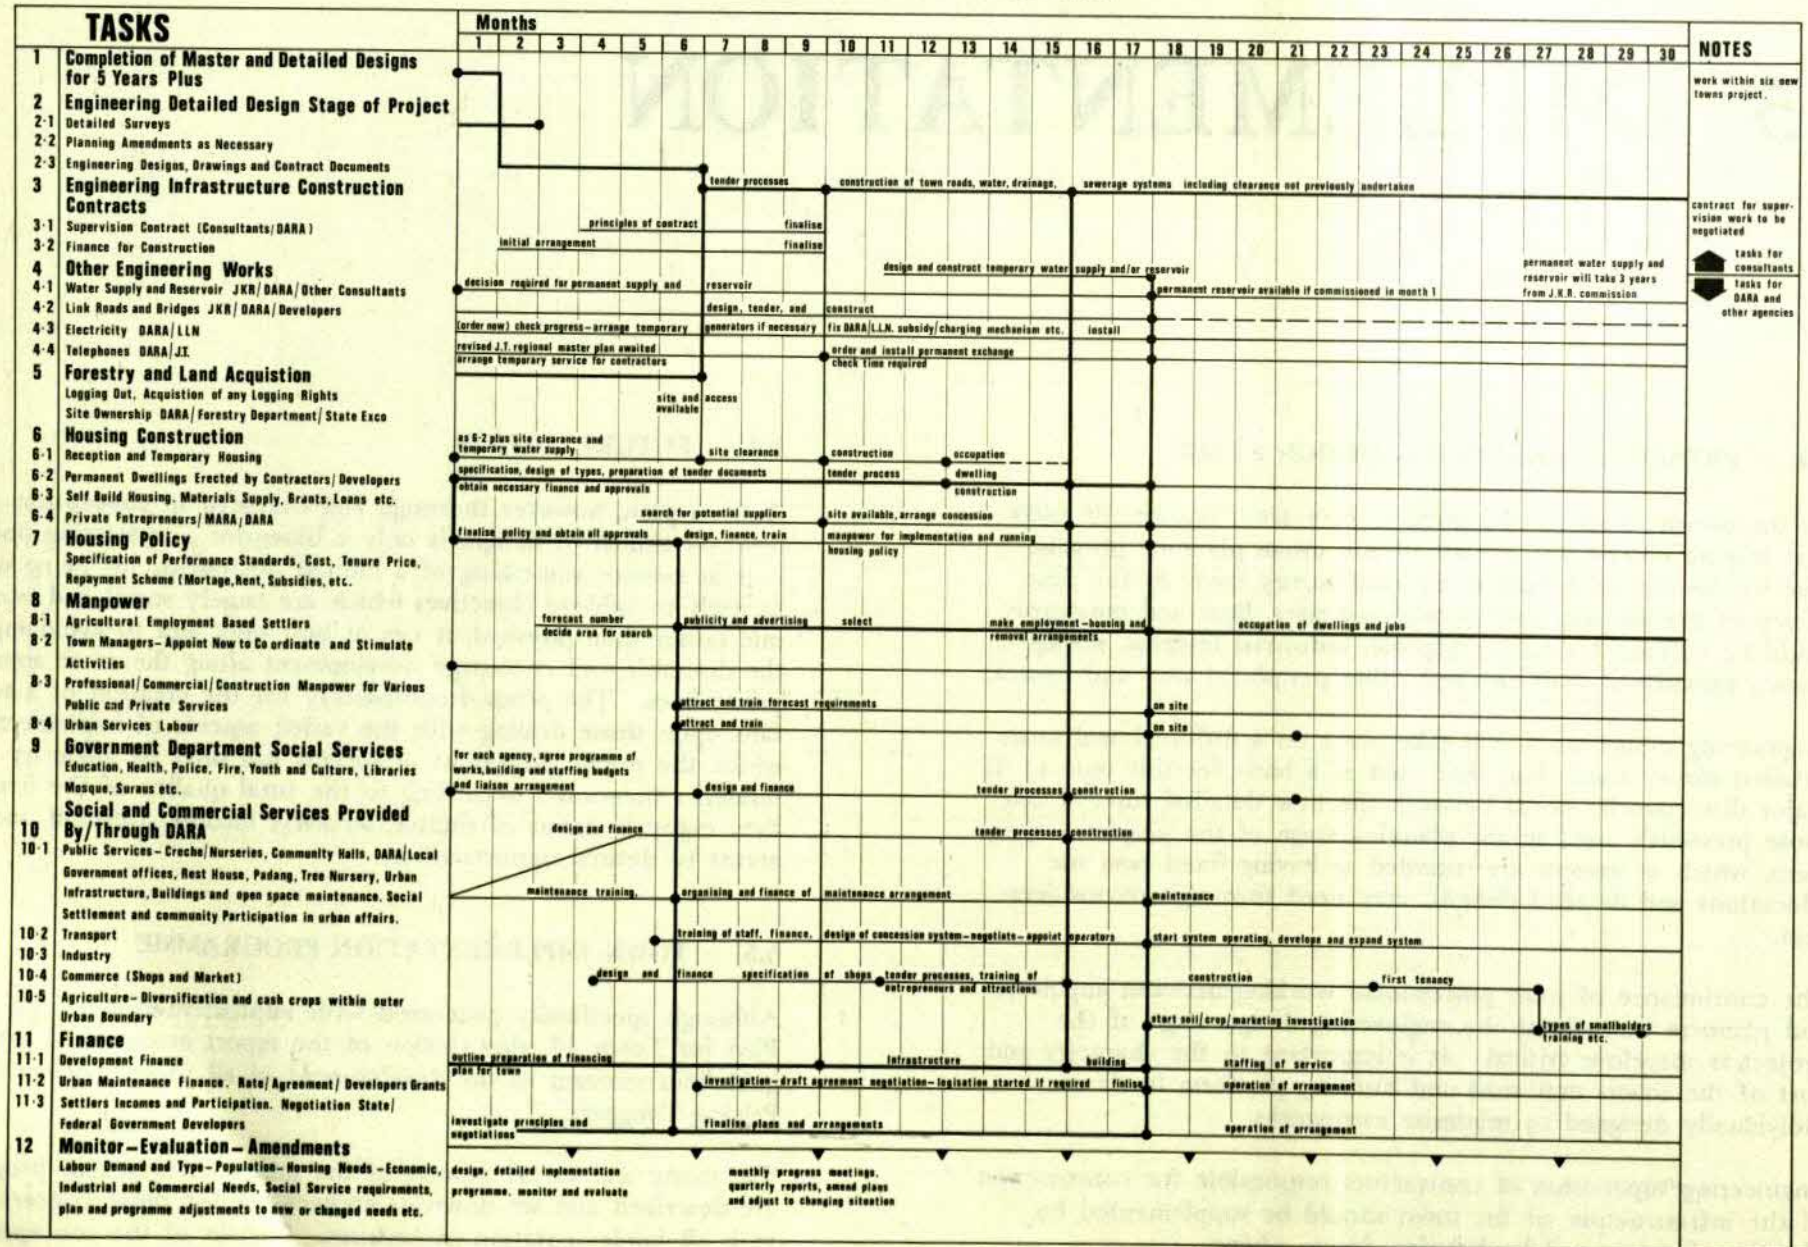 TASKS
Months
1 2 3 4 5 6 7 8 9 10 11 12 13 14 15 16 17 18 19 20 21 22 23 24 25 26 27 28 29 30
NOTES
1 Completion of Master and Detailed Designs
for 5 Years Plus
work within six new
towns project.
2 Engineering Detailed Design Stage of Project
2·1 Detailed Surveys
2·2 Planning Amendments as Necessary
2·3 Engineering Designs, Drawings and Contract Documents
3 Engineering Infrastructure Construction
Contracts
tender processes construction of town roads, water, drainage, sewerage systems including clearance not previously undertaken
contract for super-
vision work to be
negotiated
3·1 Supervision Contract (Consultants/DARA)
principles of contract finalise
3·2 Finance for Construction
initial arrangement finalise
tasks for
consultants
tasks for
DARA and
other agencies
4 Other Engineering Works
design and construct temporary water supply and/or reservoir
permanent water supply and
reservoir will take 3 years
from J.K.R. commission
4·1 Water Supply and Reservoir JKR/DARA/Other Consultants
decision required for permanent supply and reservoir
permanent reservoir available if commissioned in month 1
4·2 Link Roads and Bridges JKR/DARA/Developers
design, tender, and construct
4·3 Electricity DARA/LLN
(order now) check progress–arrange temporary generators if necessary fix DARA/L.L.N. subsidy/charging mechanism etc. install
4·4 Telephones DARA/J.T.
revised J.T. regional master plan awaited
arrange temporary service for contractors
order and install permanent exchange
check time required
5 Forestry and Land Acquistion
Logging Out, Acquistion of any Logging Rights
Site Ownership DARA/Forestry Department/State Exco
site and access
available
6 Housing Construction
6·1 Reception and Temporary Housing
as 6·2 plus site clearance and
temporary water supply
site clearance construction occupation
6·2 Permanent Dwellings Erected by Contractors/Developers
specification, design of types, preparation of tender documents tender process dwelling
6·3 Self Build Housing. Materials Supply, Grants, Loans etc.
obtain necessary finance and approvals construction
6·4 Private Entrepreneurs/MARA/DARA
search for potential suppliers site available, arrange concession
7 Housing Policy
finalise policy and obtain all approvals design, finance, train manpower for implementation and running
housing policy
Specification of Performance Standards, Cost, Tenure Price,
Repayment Scheme (Mortage,Rent, Subsidies, etc.
8 Manpower
8·1 Agricultural Employment Based Settlers
forecast number
decide area for search
publicity and advertising select make employment–housing and
removal arrangements
occupation of dwellings and jobs
8·2 Town Managers–Appoint Now to Co ordinate and Stimulate
Activities
8·3 Professional/Commercial/Construction Manpower for Various
Public and Private Services
attract and train forecast requirements on site
8·4 Urban Services Labour
attract and train on site
9 Government Department Social Services
Education, Health, Police, Fire, Youth and Culture, Libraries
Mosque, Suraus etc.
for each agency, agree programme of
works,building and staffing budgets
and liaison arrangement
design and finance tender processes construction
Social and Commercial Services Provided
10 By/Through DARA
design and finance tender processes construction
10·1 Public Services–Creche/Nurseries, Community Halls, DARA/Local
Government offices, Rest House, Padang, Tree Nursery, Urban
Infrastructure, Buildings and open space maintenance. Social
Settlement and community Participation in urban affairs.
maintenance training, organising and finance of maintenance arrangement maintenance
10·2 Transport
training of staff, finance, design of concession system–negotiate–appoint operators start system operating, develope and expand system
10·3 Industry
10·4 Commerce (Shops and Market)
design and finance specification of shops tender processes, training of
entrepreneurs and attractions
construction first tenancy
10·5 Agriculture–Diversification and cash crops within outer
Urban Boundary
start soil/crop/marketing investigation types of smallholders
training etc.
11 Finance
11·1 Development Finance
outline preparation of financing
plan for town
Infrastructure building staffing of service
11·2 Urban Maintenance Finance. Rate/Agreement/Developers Grants
investigation–draft agreement negotiation–legisation started if required finlise operation of arrangement
11·3 Settlers Incomes and Participation. Negotiation State/
Federal Government Developers
investigate principles and
negotiations
finalise plans and arrangements operation of arrangement
12 Monitor–Evaluation–Amendments
Labour Demand and Type–Population–Housing Needs–Economic,
Industrial and Commercial Needs, Social Service requirements,
plan and programme adjustments to new or changed needs etc.
design, detailed implementation
programme. monitor and evaluate
monthly progress meetings.
quarterly reports, amend plans
and adjust to changing situation